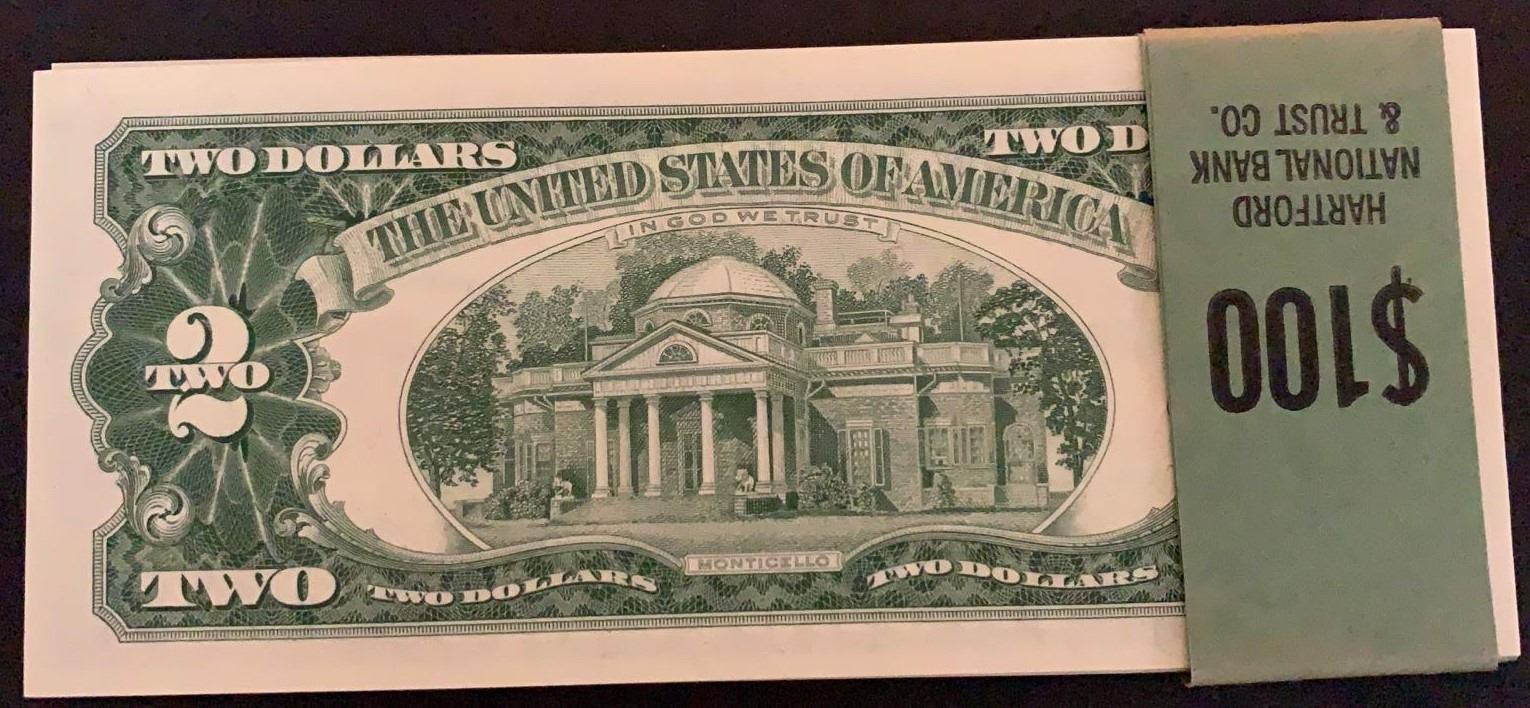 TWO DOLLARS
TWO D
THE UNITED STATES OF AMERICA
IN GOD WE TRUST
2
TWO
MONTICELLO
TWO
TWO DOLLARS
TWO DOLLARS
$100
HARTFORD
NATIONAL BANK
& TRUST CO.